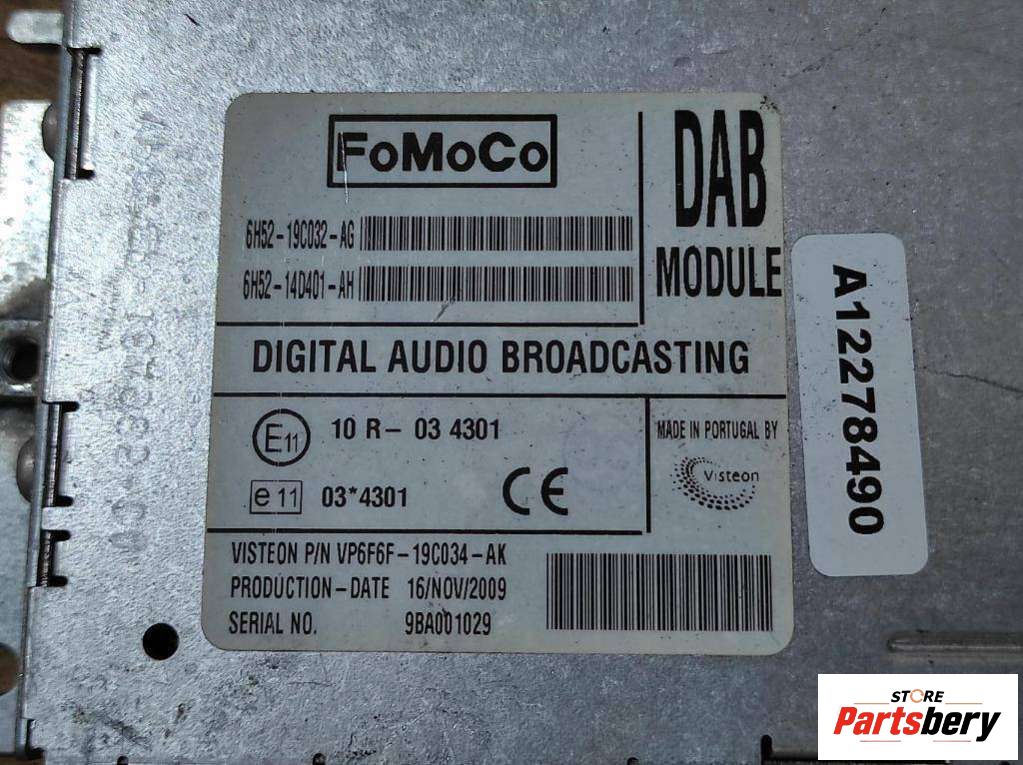 FoMoCo
6H52-19C032-AG
6H52-14D401-AH
DAB
MODULE
DIGITAL AUDIO BROADCASTING
E11 10 R- 03 4301
e 11 03*4301
CE
MADE IN PORTUGAL BY
Visteon
VISTEON P/N VP6F6F-19C034-AK
PRODUCTION-DATE 16/NOV/2009
SERIAL NO. 9BA001029
A12278490
STORE
Partsbery